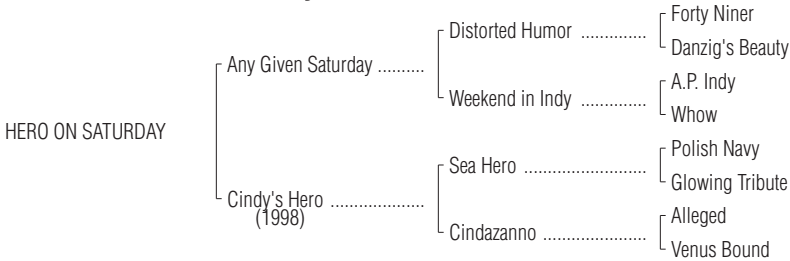 Forty Niner
Distorted Humor ..............
Danzig's Beauty
Any Given Saturday ..........
A.P. Indy
Weekend in Indy ..............
Whow
HERO ON SATURDAY
Polish Navy
Sea Hero ..........................
Glowing Tribute
Cindy's Hero ....................
(1998)
Alleged
Cindazanno ......................
Venus Bound